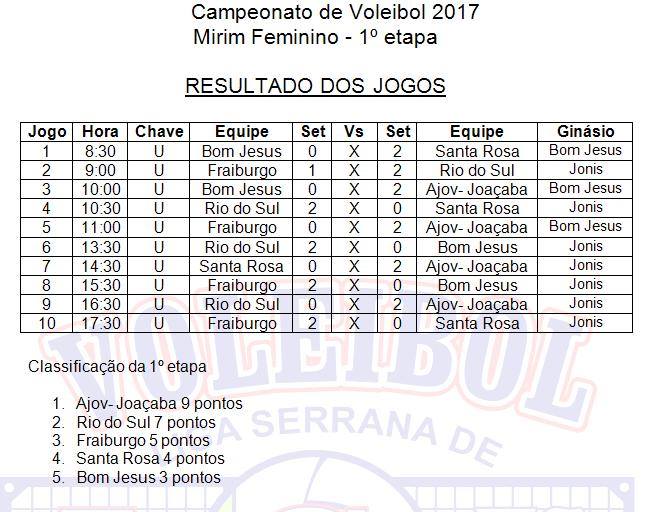 Campeonato de Voleibol 2017
Mirim Feminino - 1º etapa
RESULTADO DOS JOGOS
Jogo Hora Chave Equipe Set Vs Set Equipe Ginásio
1 8:30 U Bom Jesus 0 X 2 Santa Rosa Bom Jesus
2 9:00 U Fraiburgo 1 X 2 Rio do Sul Jonis
3 10:00 U Bom Jesus 0 X 2 Ajov- Joaçaba Bom Jesus
4 10:30 U Rio do Sul 2 X 0 Santa Rosa Jonis
5 11:00 U Fraiburgo 0 X 2 Ajov- Joaçaba Bom Jesus
6 13:30 U Rio do Sul 2 X 0 Bom Jesus Jonis
7 14:30 U Santa Rosa 0 X 2 Ajov- Joaçaba Jonis
8 15:30 U Fraiburgo 2 X 0 Bom Jesus Jonis
9 16:30 U Rio do Sul 0 X 2 Ajov- Joaçaba Jonis
10 17:30 U Fraiburgo 2 X 0 Santa Rosa Jonis
VOLEIBOL
Classificação da 1º etapa
1. Ajov- Joaçaba 9 pontos
2. Rio do Sul 7 pontos
3. Fraiburgo 5 pontos
4. Santa Rosa 4 pontos
5. Bom Jesus 3 pontos
SERRANA DE